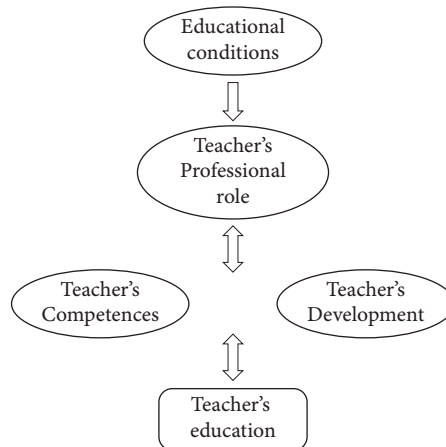 Educational
conditions
Teacher's
Professional
role
Teacher's
Competences
Teacher's
Development
Teacher's
education